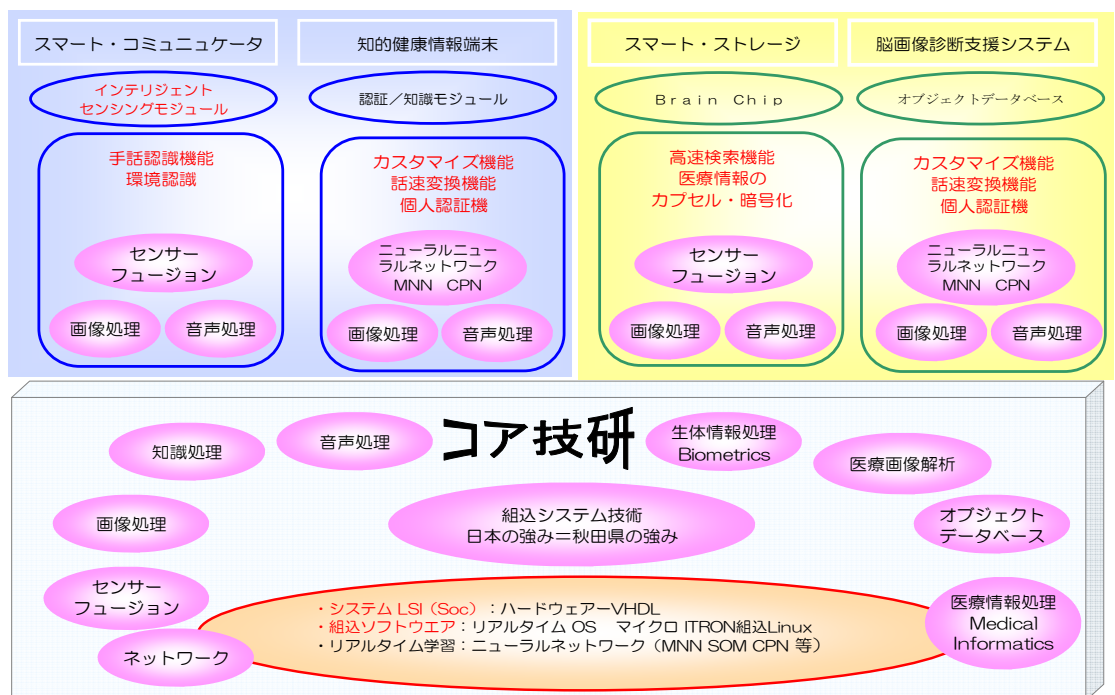 スマート・コミュニュケータ
知的健康情報端末
スマート・ストレージ
脳画像診断支援システム
インテリジェント
センシングモジュール
認証／知識モジュール
Ｂｒａｉｎ Ｃｈｉｐ
オブジェクトデータベース
手話認識機能
環境認識
センサー
フュージョン
画像処理
音声処理
カスタマイズ機能
話速変換機能
個人認証機
ニューラルニュー
ラルネットワーク
MNN CPN
画像処理
音声処理
高速検索機能
医療情報の
カプセル・暗号化
センサー
フュージョン
画像処理
音声処理
カスタマイズ機能
話速変換機能
個人認証機
ニューラルニュー
ラルネットワーク
MNN CPN
画像処理
音声処理
コア技研
知識処理
音声処理
生体情報処理
Biometrics
医療画像解析
画像処理
組込システム技術
日本の強み＝秋田県の強み
オブジェクト
データベース
センサー
フュージョン
ネットワーク
・システム LSI（Soc）：ハードウェアーVHDL
・組込ソフトウエア：リアルタイム OS マイクロ ITRON組込Linux
・リアルタイム学習：ニューラルネットワーク（MNN SOM CPN 等）
医療情報処理
Medical
Informatics